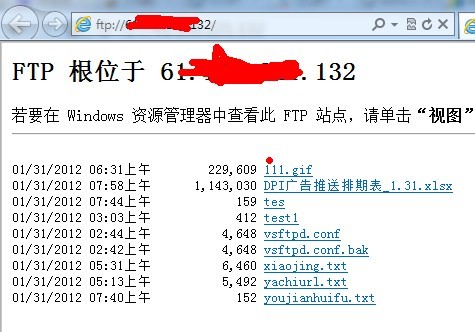 ftp://6 132/
FTP 根位于 61. .132
若要在 Windows 资源管理器中查看此 FTP 站点，请单击“视图”
01/31/2012 06:31上午 229,609 111.gif
01/31/2012 07:58上午 1,143,030 DPI广告推送排期表_1.31.xlsx
01/31/2012 07:44上午 159 tes
01/31/2012 03:03上午 412 test1
01/31/2012 02:44上午 4,648 vsftpd.conf
01/31/2012 02:42上午 4,648 vsftpd.conf.bak
01/31/2012 05:31上午 6,460 xiaojing.txt
01/31/2012 05:13上午 5,492 yachiurl.txt
01/31/2012 07:40上午 152 youjianhuifu.txt